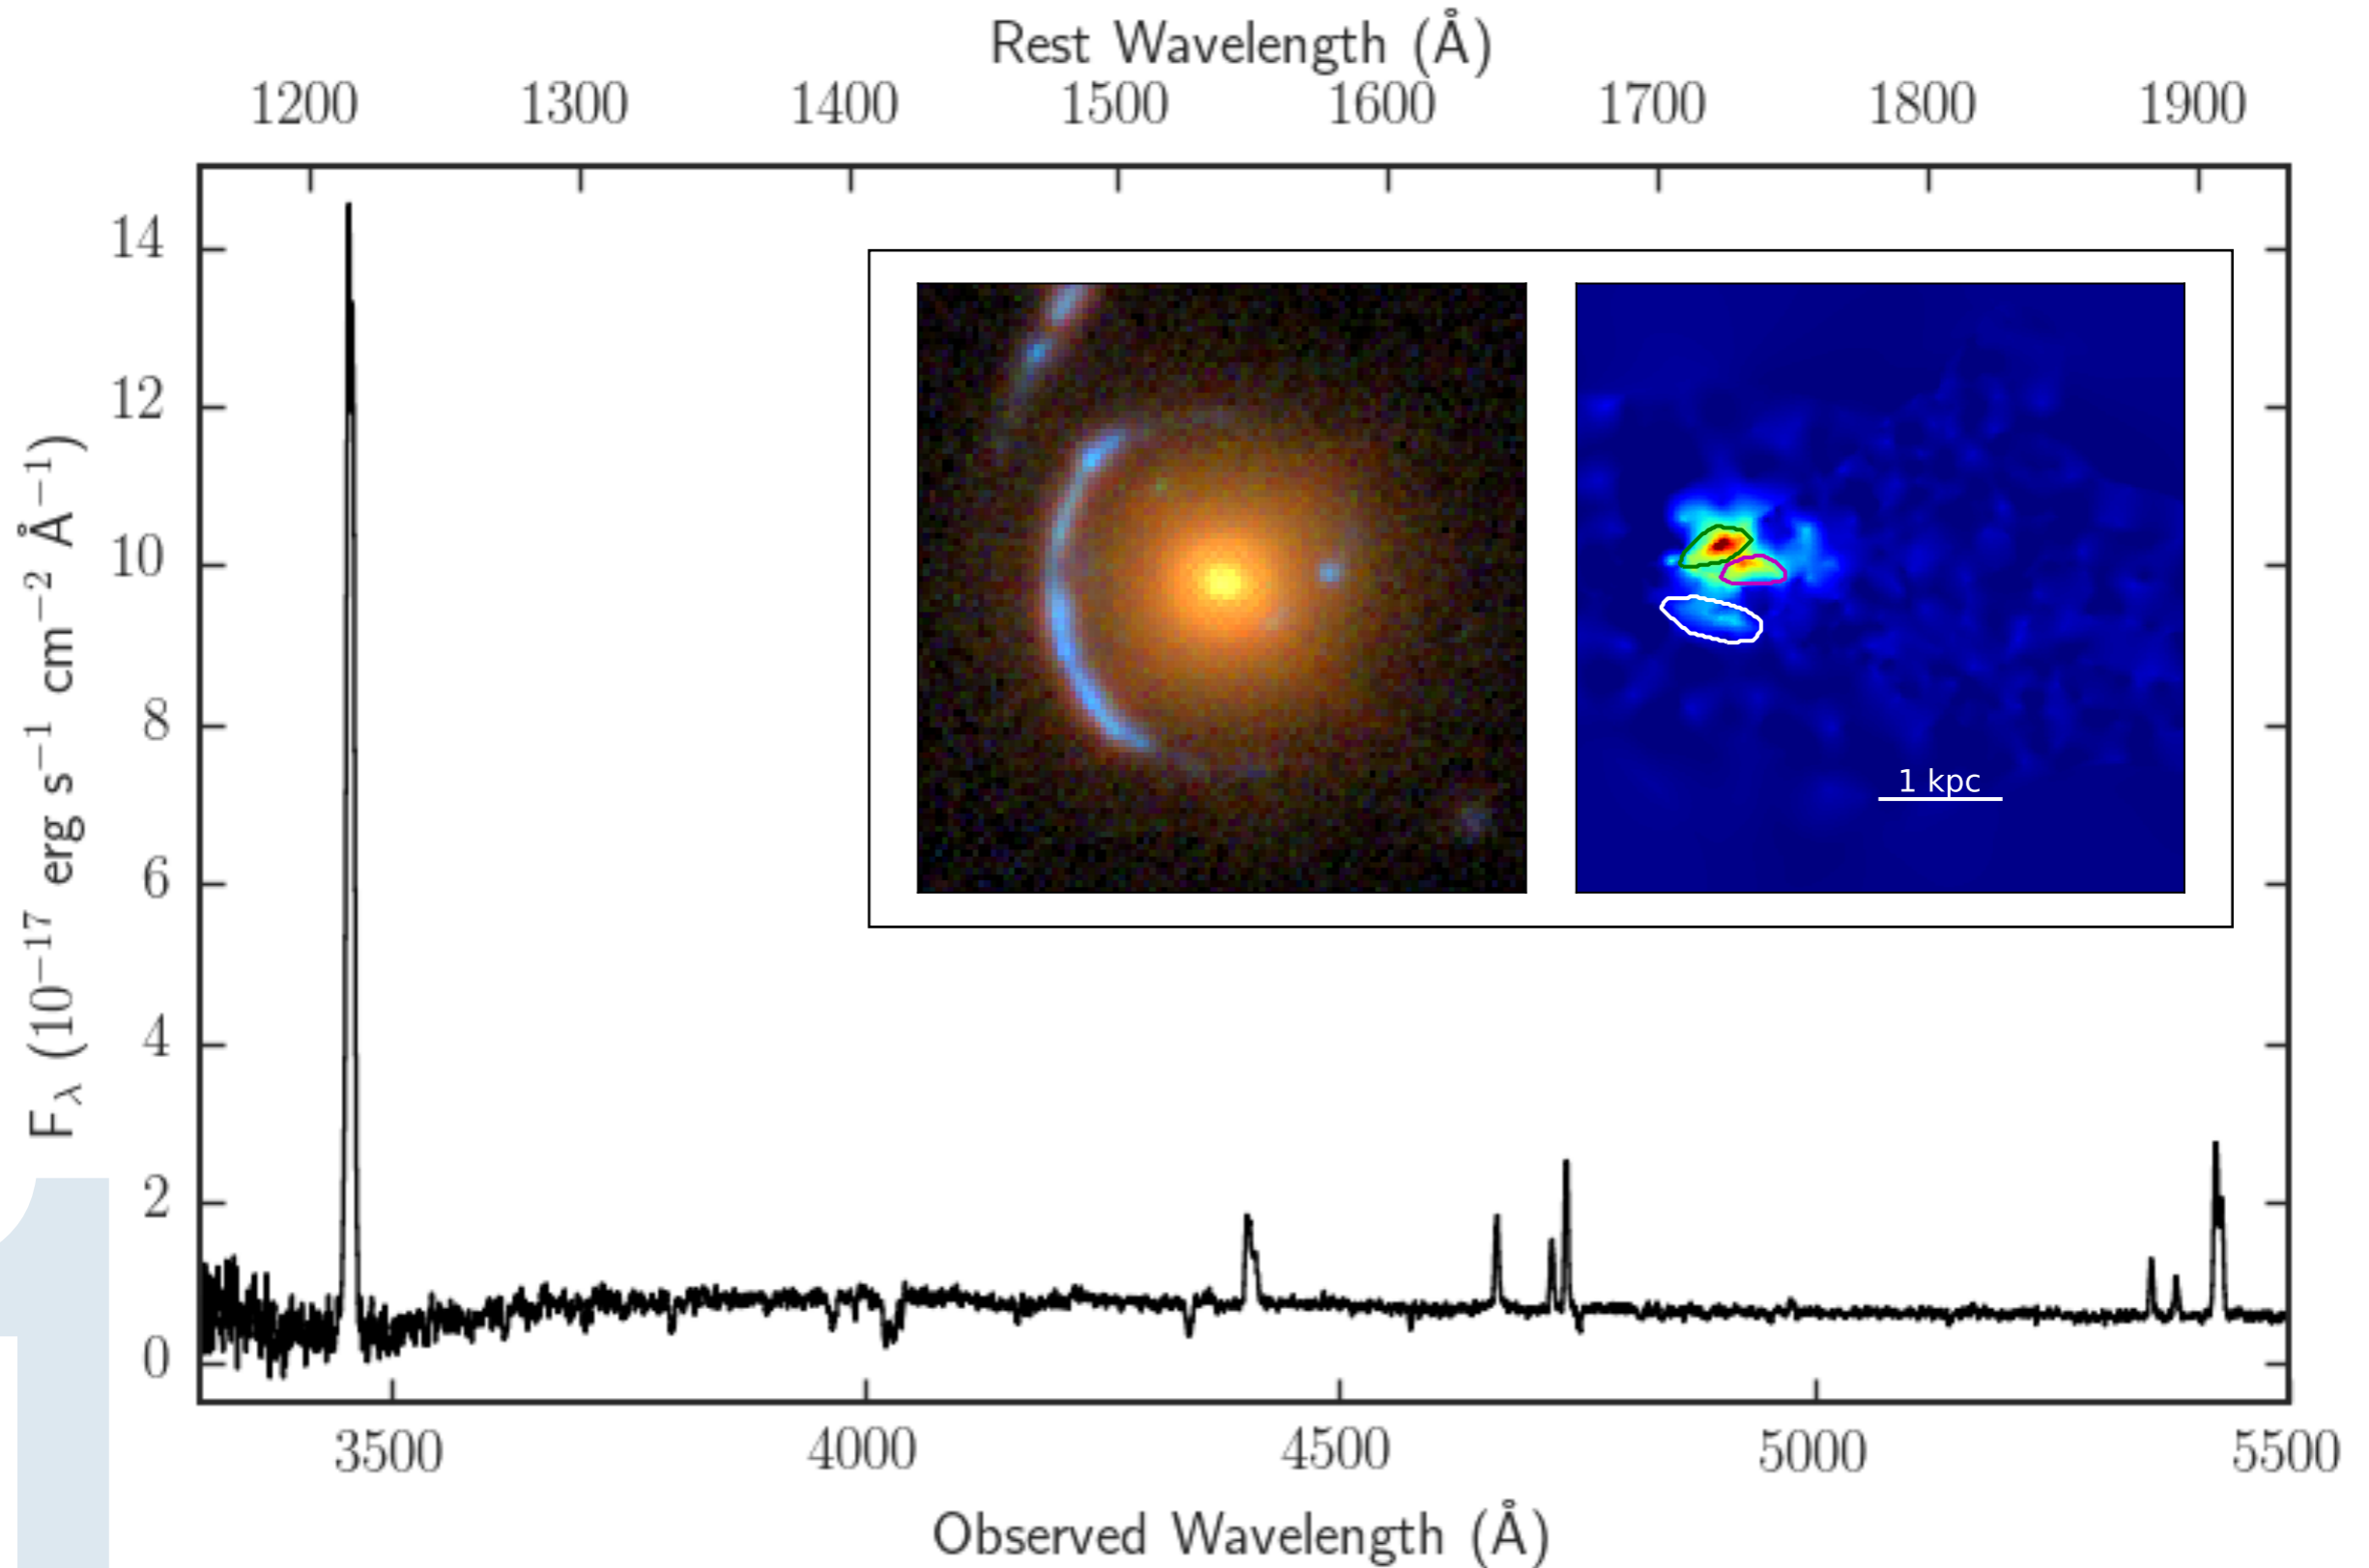 Rest Wavelength (Å)
1200 1300 1400 1500 1600 1700 1800 1900
F_λ (10⁻¹⁷ erg s⁻¹ cm⁻² Å⁻¹)
14
12
10
8
6
4
2
0
1 kpc
3500 4000 4500 5000 5500
Observed Wavelength (Å)
1